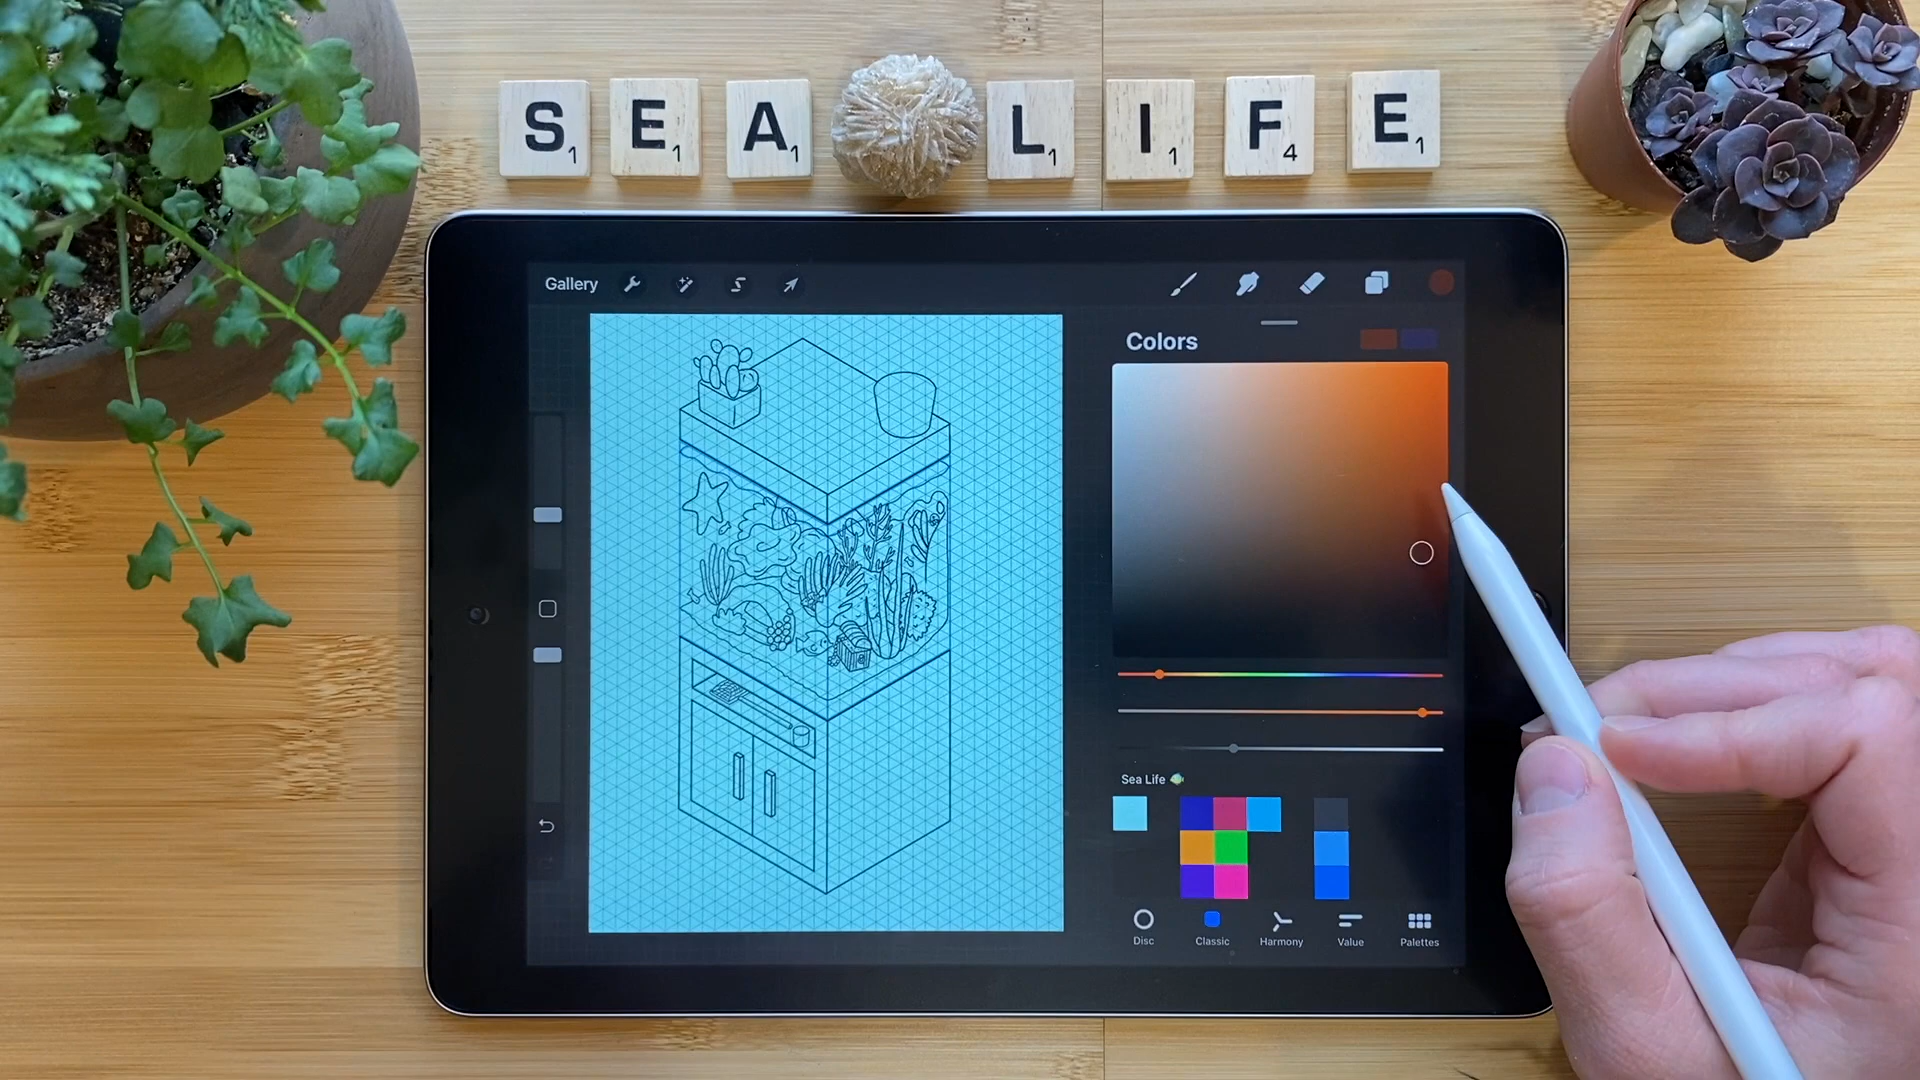 S1 E1 A1 L1 I1 F4 E1
Gallery
Colors
Sea Life
Disc Classic Harmony Value Palettes